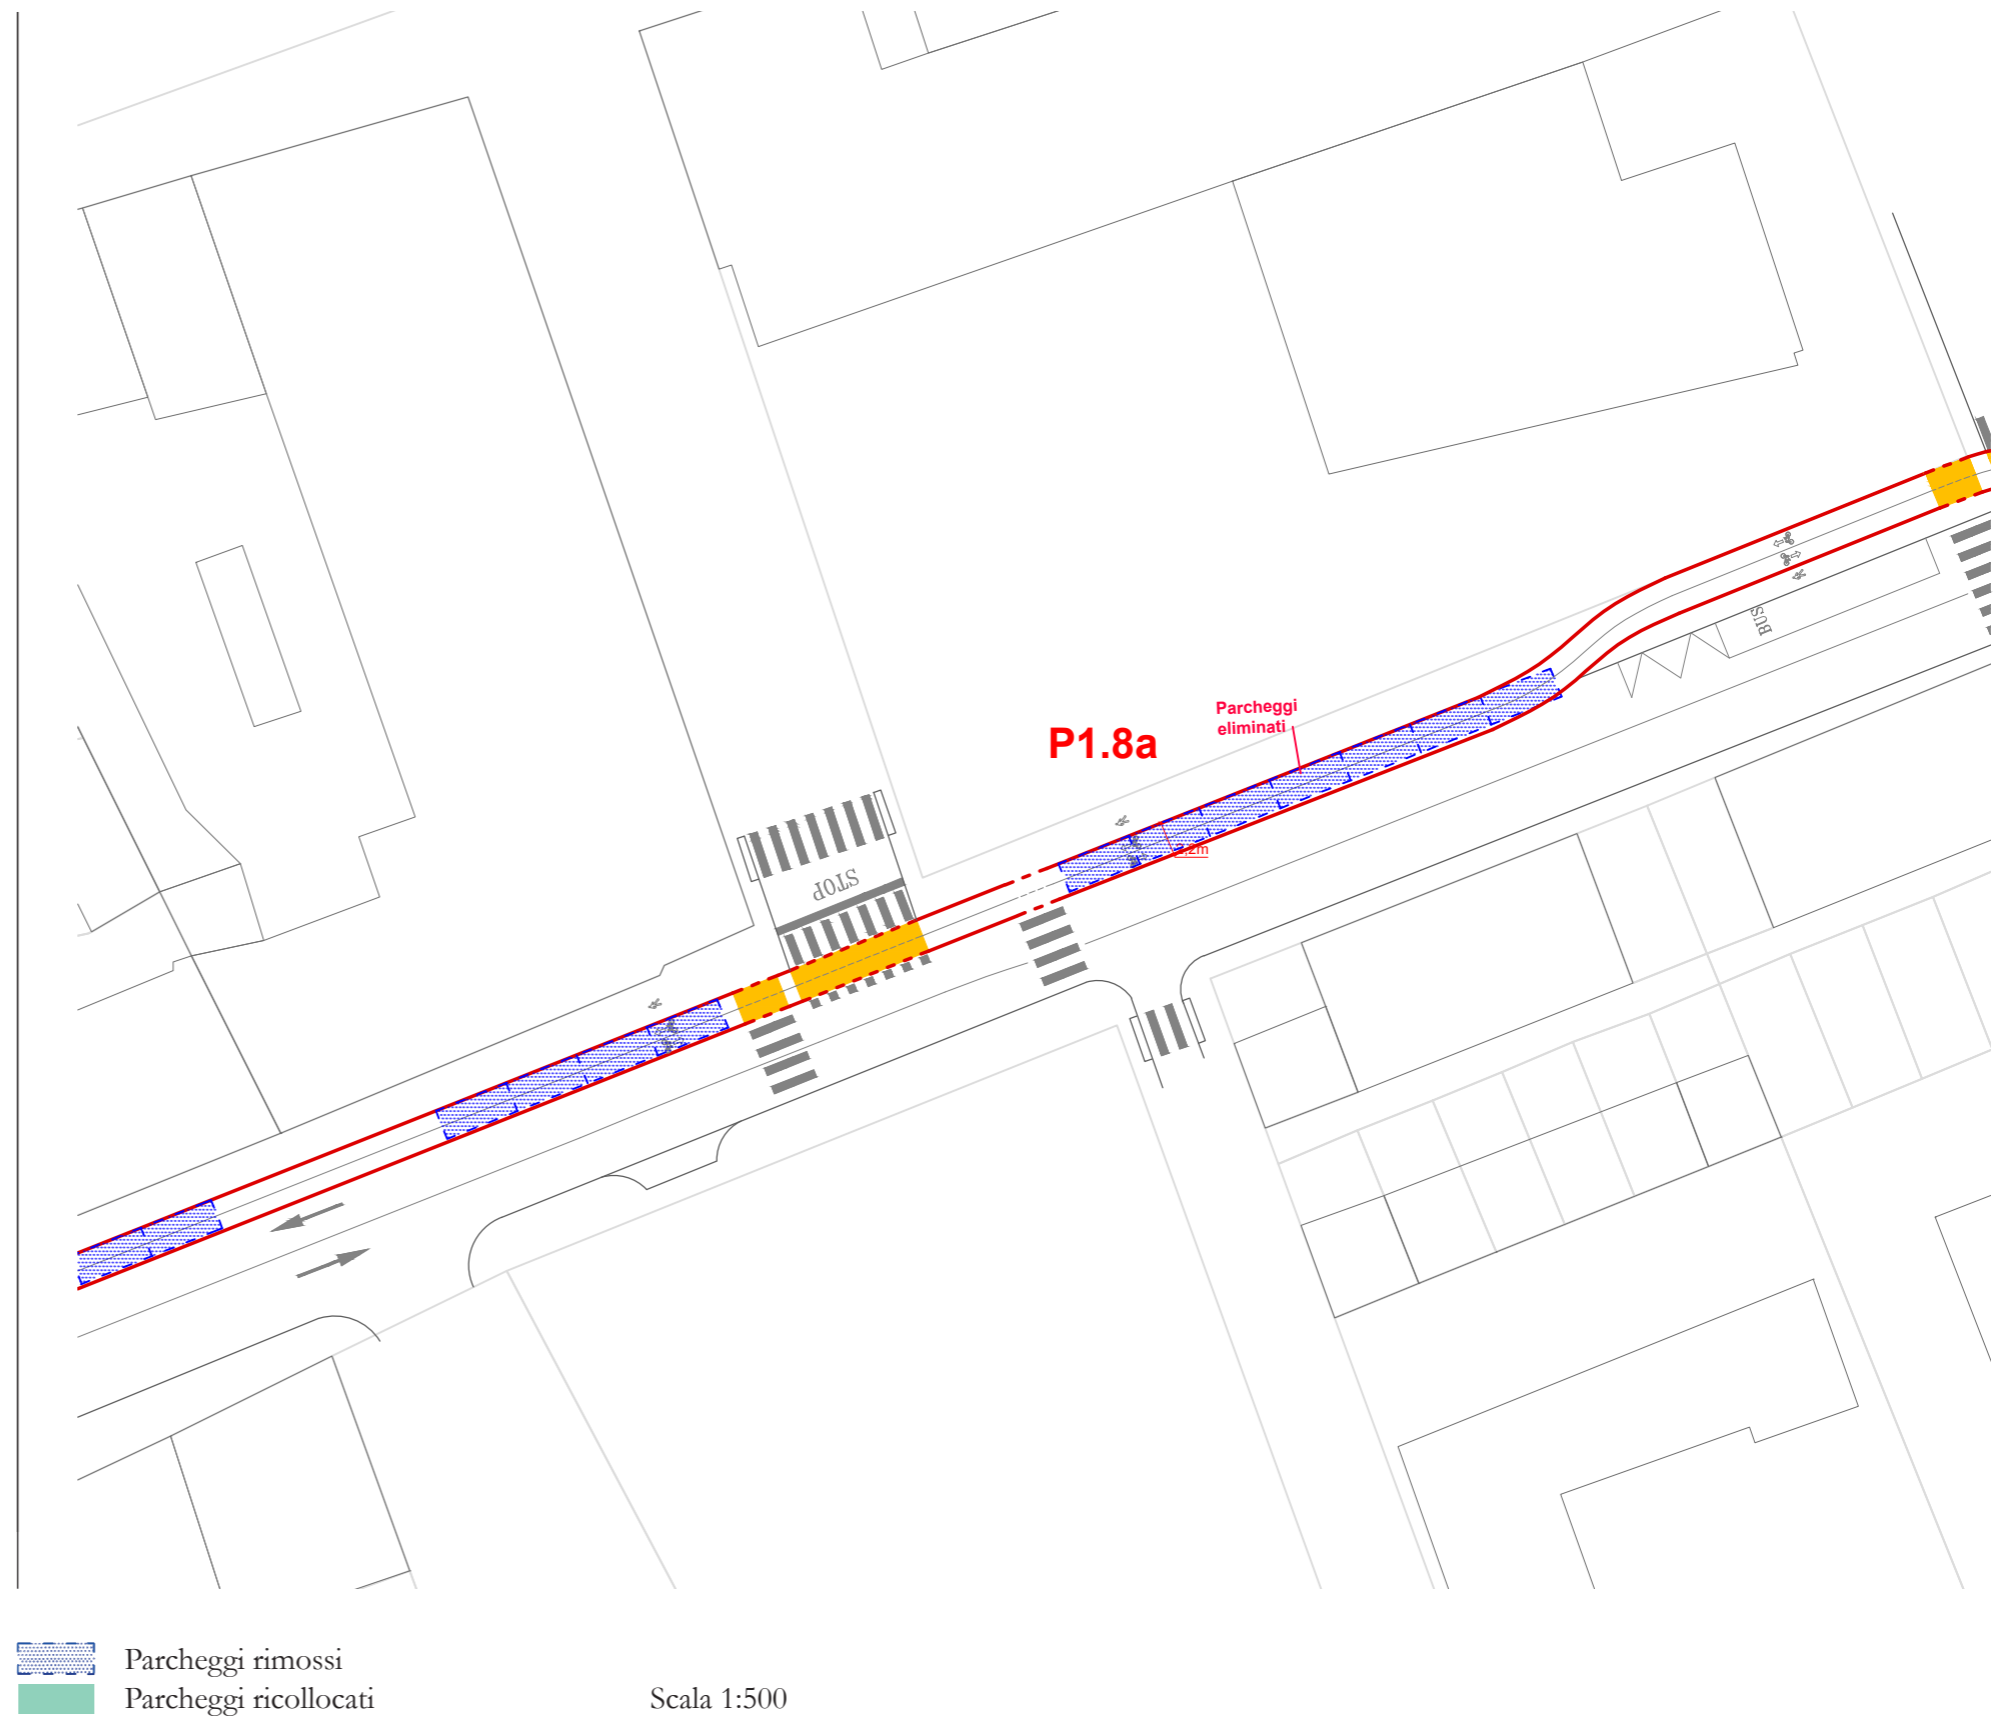 BUS
Parcheggi
eliminati
P1.8a
STOP
Parcheggi rimossi
Parcheggi ricollocati
Scala 1:500